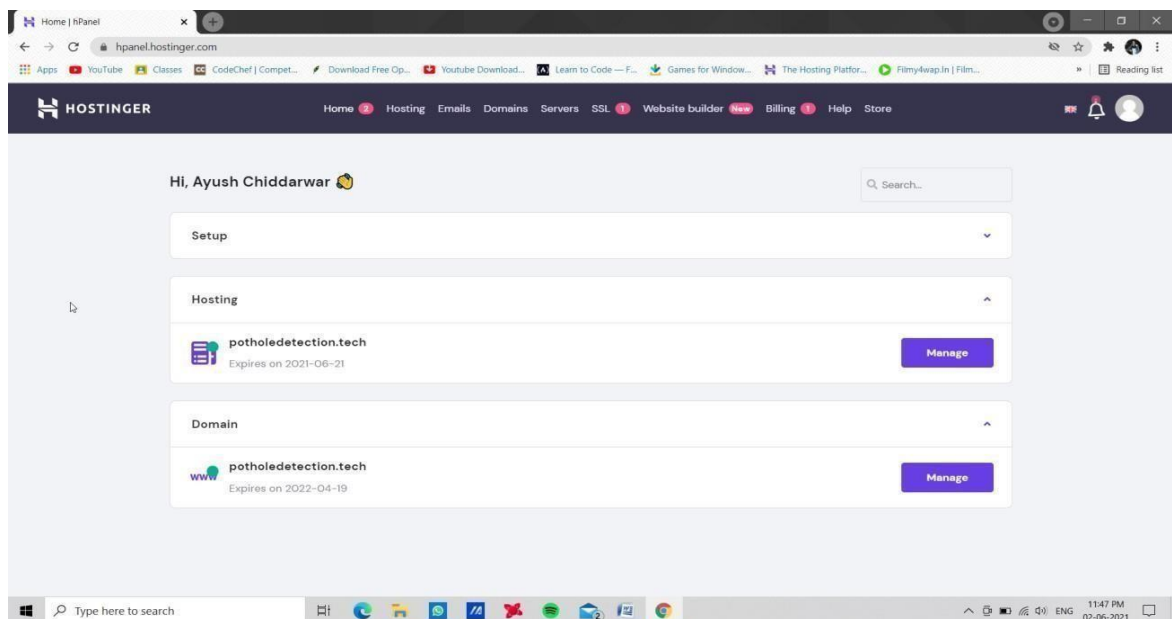 Home | hPanel
hpanel.hostinger.com
Apps YouTube Classes CodeChef | Compet... Download Free Op... Youtube Download... Learn to Code — F... Games for Window... The Hosting Platfor... Filmy4wap.In | Film... » Reading list
HOSTINGER Home 2 Hosting Emails Domains Servers SSL 1 Website builder New Billing 1 Help Store
Hi, Ayush Chiddarwar
Search...
Setup
Hosting
potholedetection.tech
Expires on 2021-06-21
Manage
Domain
www
potholedetection.tech
Expires on 2022-04-19
Manage
Type here to search
ENG
11:47 PM
02-06-2021